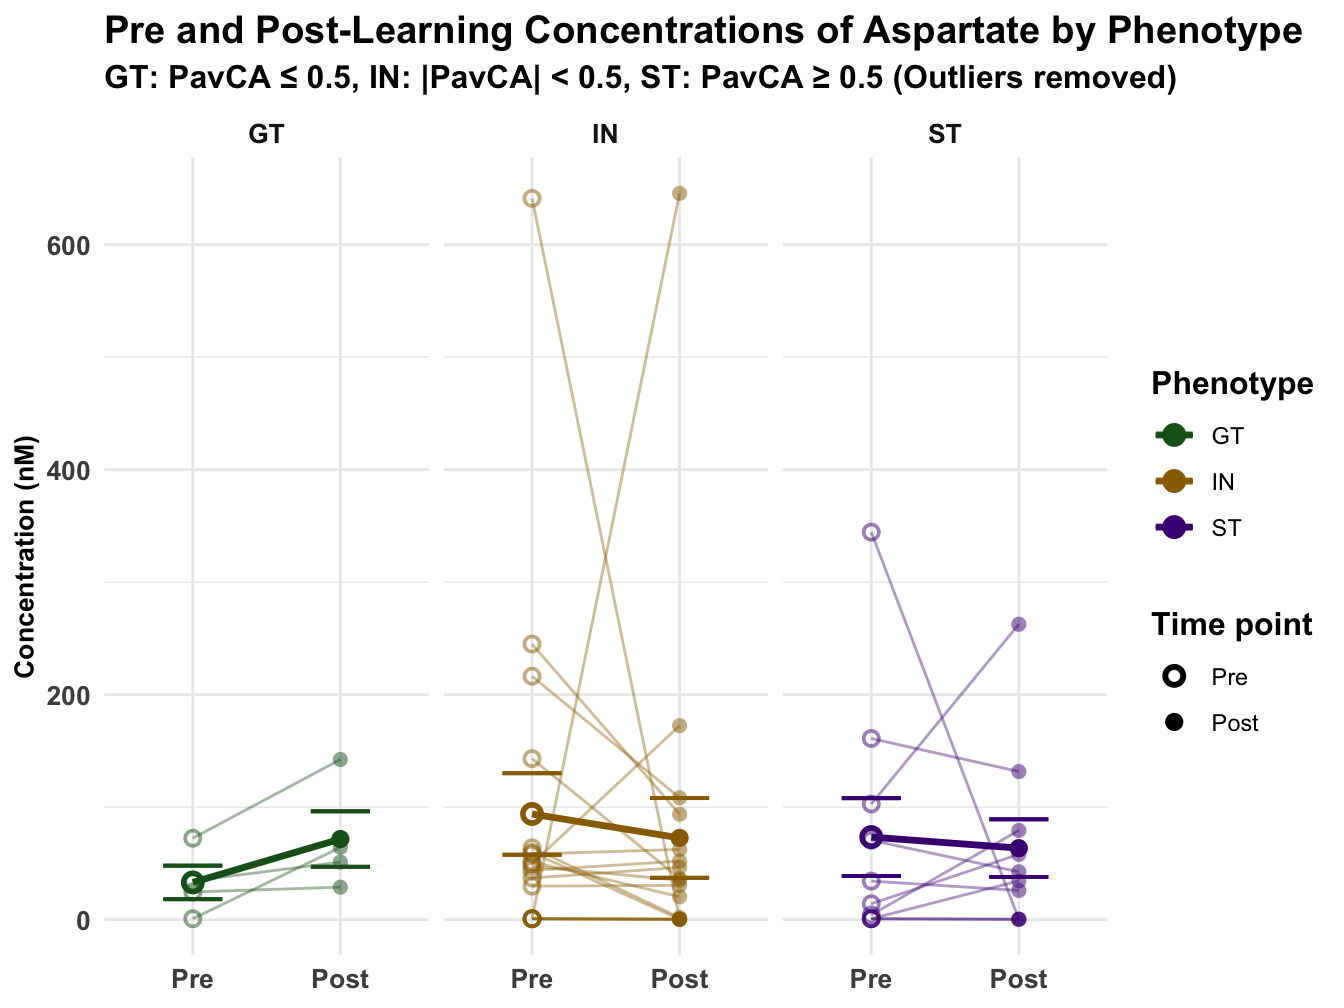 Pre and Post-Learning Concentrations of Aspartate by Phenotype
GT: PavCA ≤ 0.5, IN: |PavCA| < 0.5, ST: PavCA ≥ 0.5 (Outliers removed)
GT
IN
ST
600
400
200
0
Concentration (nM)
Pre
Post
Pre
Post
Pre
Post
Phenotype
GT
IN
ST
Time point
Pre
Post